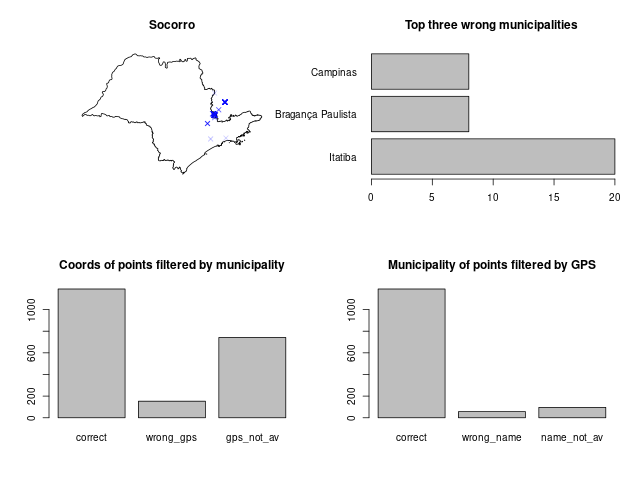 Socorro
Top three wrong municipalities
Campinas
Bragança Paulista
Itatiba
0 5 10 15 20
Coords of points filtered by municipality
0 200 600 1000
correct wrong_gps gps_not_av
Municipality of points filtered by GPS
0 200 600 1000
correct wrong_name name_not_av